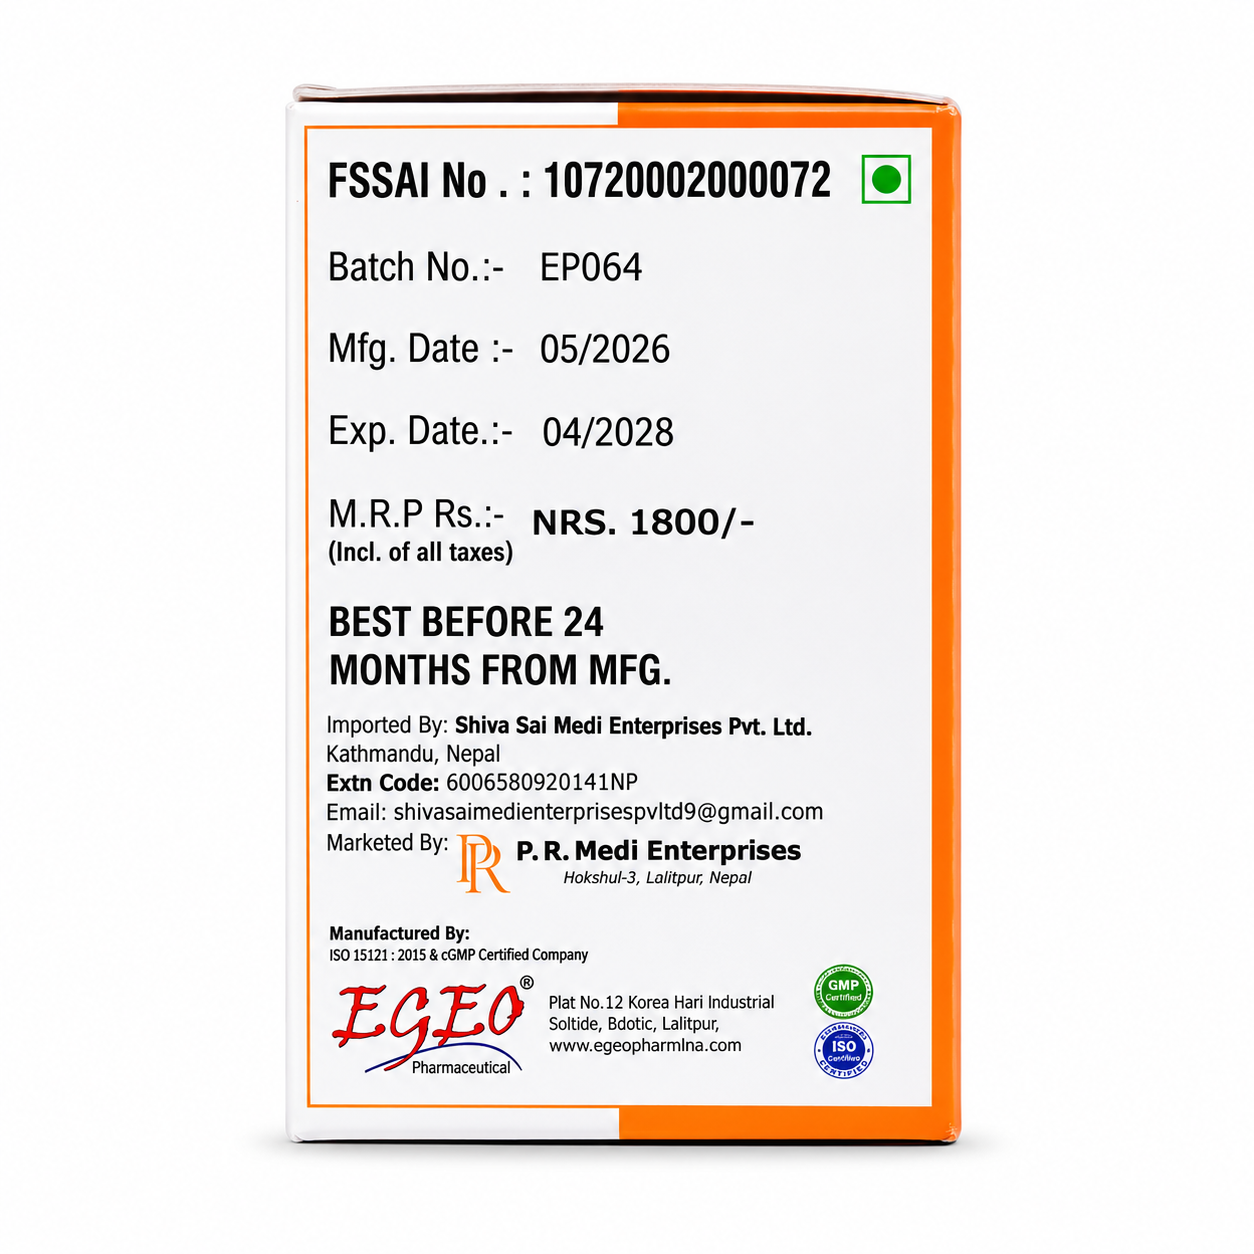 FSSAI No . : 10720002000072
Batch No.:- EP064
Mfg. Date :- 05/2026
Exp. Date.:- 04/2028
M.R.P Rs.:- NRS. 1800/-
(Incl. of all taxes)
BEST BEFORE 24
MONTHS FROM MFG.
Imported By: Shiva Sai Medi Enterprises Pvt. Ltd.
Kathmandu, Nepal
Extn Code: 6006580920141NP
Email: shivasaimedienterprisespvltd9@gmail.com
Marketed By: PR P. R. Medi Enterprises
Hokshul-3, Lalitpur, Nepal
Manufactured By:
ISO 15121 : 2015 & cGMP Certified Company
EGEO®
Pharmaceutical
Plat No.12 Korea Hari Industrial
Soltide, Bdotic, Lalitpur,
www.egeopharmlna.com
GMP
Certified
ISO
CERTIFIED